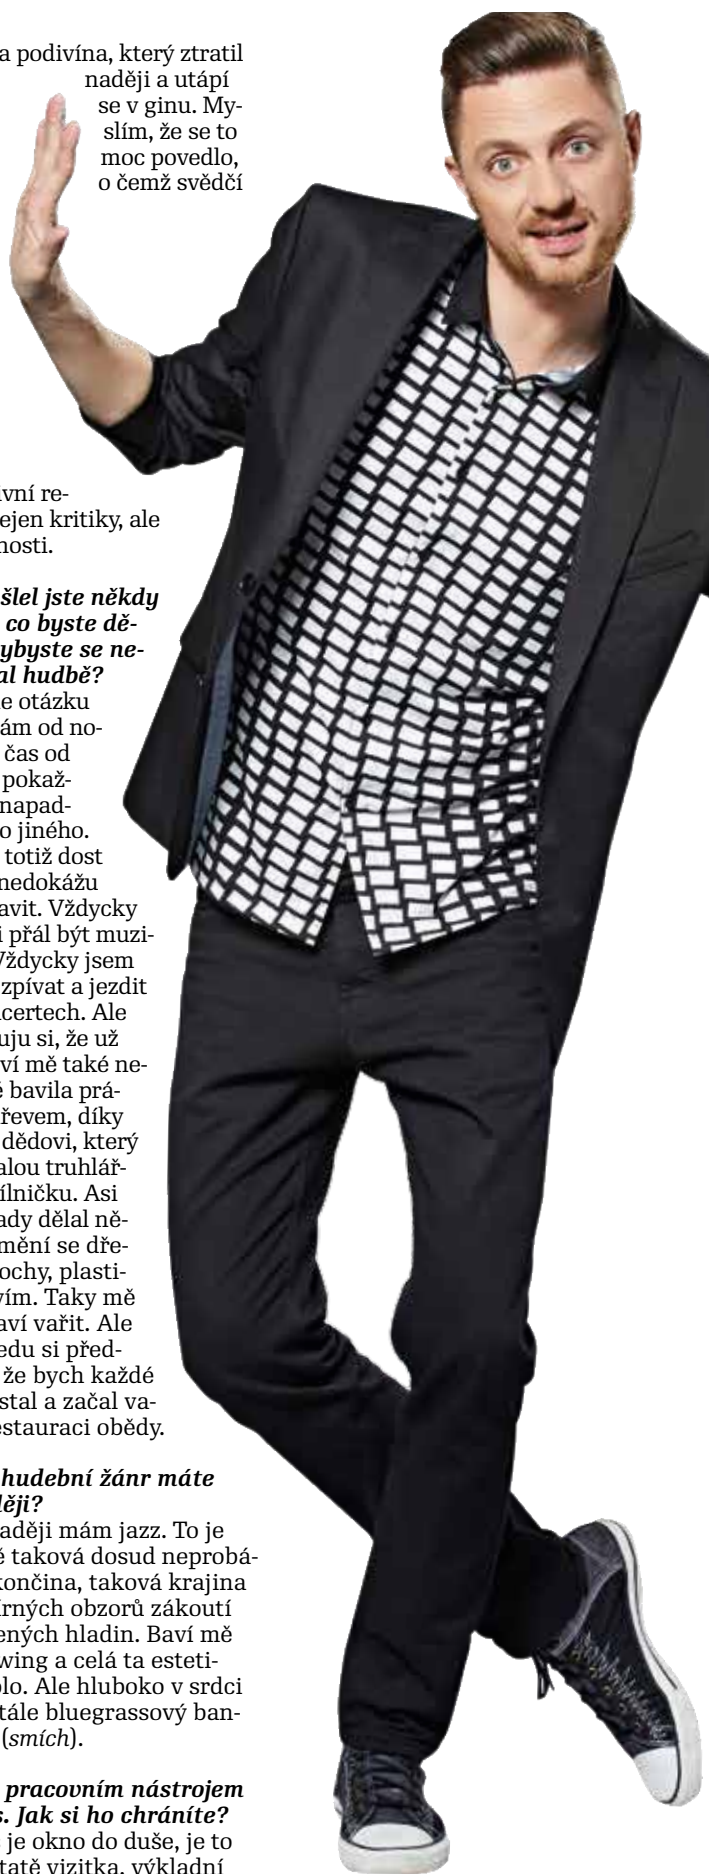 a podivína, který ztratil
naději a utápí
se v ginu. My-
slím, že se to
moc povedlo,
o čemž svědčí
ivní re-
ejen kritiky, ale
nosti.
šlel jste někdy
co byste dě-
ybyste se ne-
al hudbě?
e otázku
ám od no-
čas od
pokaž-
napad-
o jiného.
totiž dost
nedokážu
avit. Vždycky
i přál být muzi-
Vždycky jsem
zpívat a jezdit
certech. Ale
uju si, že už
ví mě také ne-
ě bavila prá-
řevem, díky
dědovi, který
alou truhlář-
ílničku. Asi
ady dělal ně-
mění se dře-
ochy, plasti-
vím. Taky mě
aví vařit. Ale
edu si před-
že bych každé
stal a začal va-
estauraci obědy.
hudební žánr máte
ději?
aději mám jazz. To je
ě taková dosud neprobá-
končina, taková krajina
írných obzorů zákoutí
ených hladin. Baví mě
wing a celá ta esteti-
olo. Ale hluboko v srdci
tále bluegrassový ban-
(smích).
pracovním nástrojem
s. Jak si ho chráníte?
je okno do duše, je to
tatě vizitka, výkladní